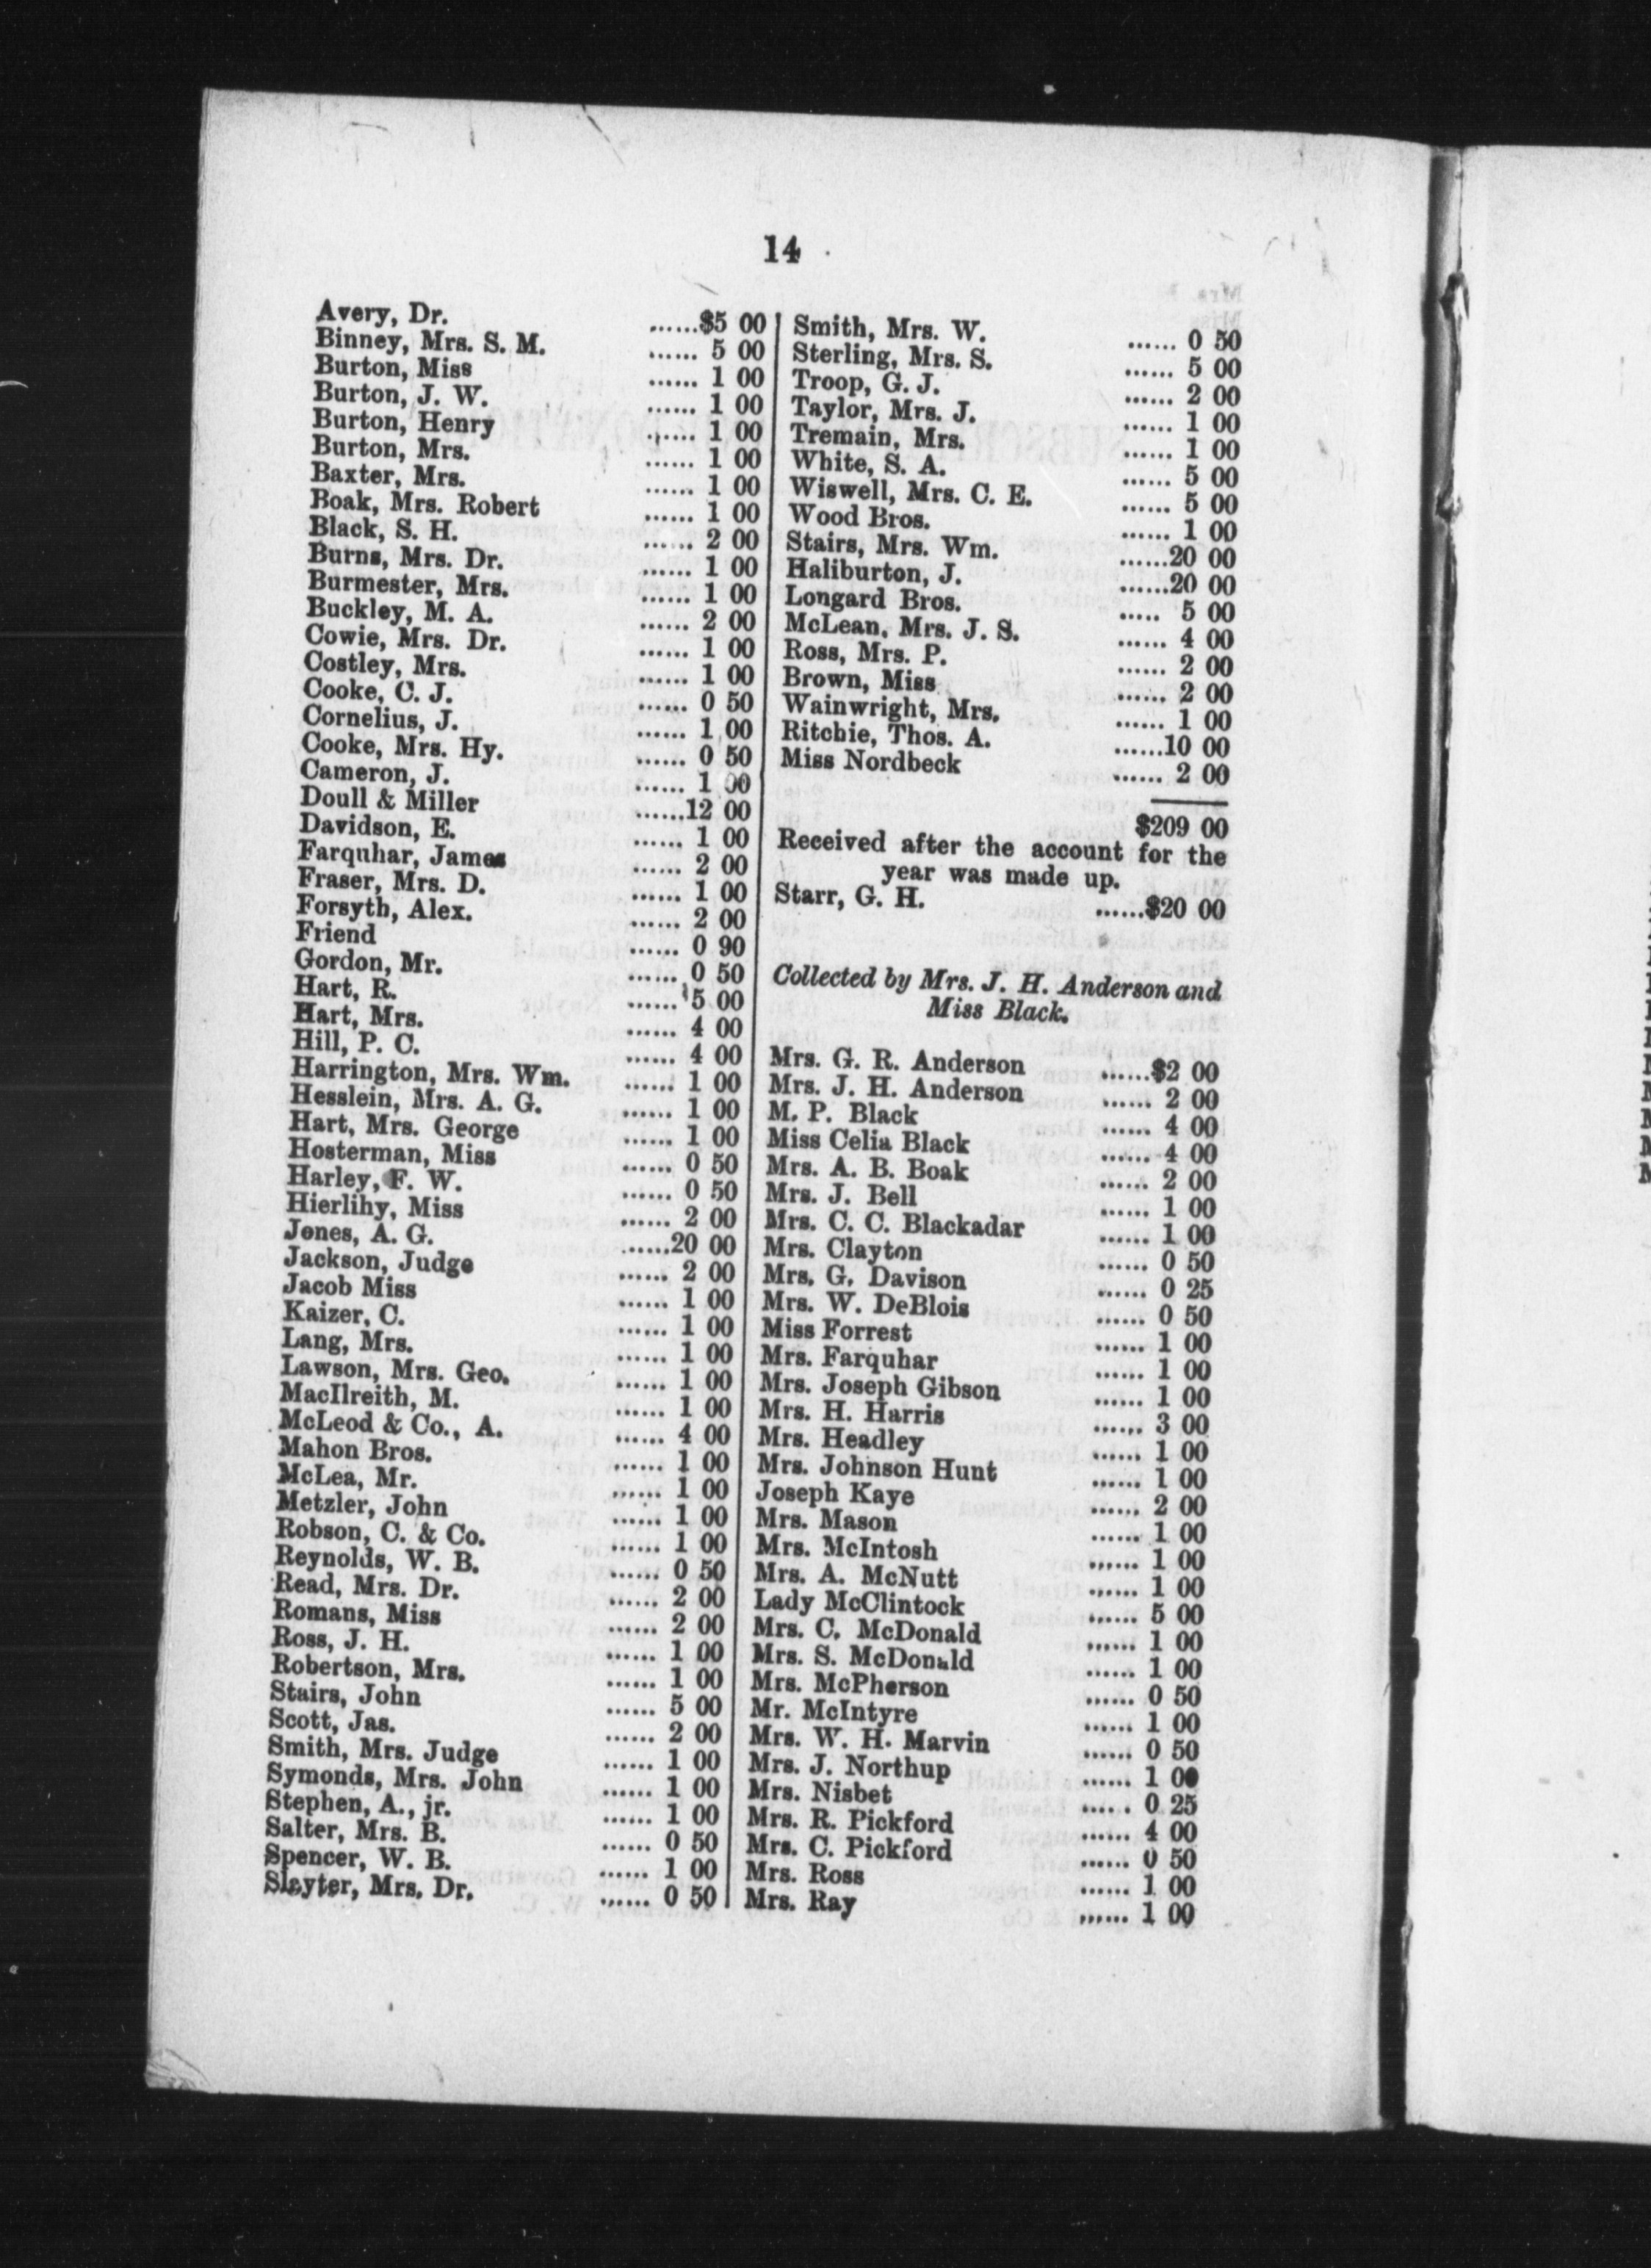 14
Avery, Dr. ......$5 00
Binney, Mrs. S. M. ...... 5 00
Burton, Miss ...... 1 00
Burton, J. W. ...... 1 00
Burton, Henry ...... 1 00
Burton, Mrs. ...... 1 00
Baxter, Mrs. ...... 1 00
Boak, Mrs. Robert ...... 1 00
Black, S. H. ...... 2 00
Burns, Mrs. Dr. ...... 1 00
Burmester, Mrs. ...... 1 00
Buckley, M. A. ...... 2 00
Cowie, Mrs. Dr. ...... 1 00
Costley, Mrs. ...... 1 00
Cooke, C. J. ...... 0 50
Cornelius, J. ...... 1 00
Cooke, Mrs. Hy. ...... 0 50
Cameron, J. ...... 1 00
Doull & Miller ......12 00
Davidson, E. ...... 1 00
Farquhar, James ...... 2 00
Fraser, Mrs. D. ...... 1 00
Forsyth, Alex. ...... 2 00
Friend ...... 0 90
Gordon, Mr. ...... 0 50
Hart, R. ...... 5 00
Hart, Mrs. ...... 4 00
Hill, P. C. ...... 4 00
Harrington, Mrs. Wm. ...... 1 00
Hesslein, Mrs. A. G. ...... 1 00
Hart, Mrs. George ...... 1 00
Hosterman, Miss ...... 0 50
Harley, F. W. ...... 0 50
Hierlihy, Miss ...... 2 00
Jones, A. G. ......20 00
Jackson, Judge ...... 2 00
Jacob Miss ...... 1 00
Kaizer, C. ...... 1 00
Lang, Mrs. ...... 1 00
Lawson, Mrs. Geo. ...... 1 00
MacIlreith, M. ...... 1 00
McLeod & Co., A. ...... 4 00
Mahon Bros. ...... 1 00
McLea, Mr. ...... 1 00
Metzler, John ...... 1 00
Robson, C. & Co. ...... 1 00
Reynolds, W. B. ...... 0 50
Read, Mrs. Dr. ...... 2 00
Romans, Miss ...... 2 00
Ross, J. H. ...... 1 00
Robertson, Mrs. ...... 1 00
Stairs, John ...... 5 00
Scott, Jas. ...... 2 00
Smith, Mrs. Judge ...... 1 00
Symonds, Mrs. John ...... 1 00
Stephen, A., jr. ...... 1 00
Salter, Mrs. B. ...... 0 50
Spencer, W. B. ...... 1 00
Slayter, Mrs. Dr. ...... 0 50
Smith, Mrs. W. ...... 0 50
Sterling, Mrs. S. ...... 5 00
Troop, G. J. ...... 2 00
Taylor, Mrs. J. ...... 1 00
Tremain, Mrs. ...... 1 00
White, S. A. ...... 5 00
Wiswell, Mrs. C. E. ...... 5 00
Wood Bros. ...... 1 00
Stairs, Mrs. Wm. ......20 00
Haliburton, J. ......20 00
Longard Bros. ..... 5 00
McLean, Mrs. J. S. ...... 4 00
Ross, Mrs. P. ...... 2 00
Brown, Miss ...... 2 00
Wainwright, Mrs. ...... 1 00
Ritchie, Thos. A. ......10 00
Miss Nordbeck ...... 2 00
$209 00
Received after the account for the
year was made up.
Starr, G. H. ......$20 00
Collected by Mrs. J. H. Anderson and
Miss Black.
Mrs. G. R. Anderson ......$2 00
Mrs. J. H. Anderson ...... 2 00
M. P. Black ...... 4 00
Miss Celia Black ...... 4 00
Mrs. A. B. Boak ...... 2 00
Mrs. J. Bell ...... 1 00
Mrs. C. C. Blackadar ...... 1 00
Mrs. Clayton ...... 0 50
Mrs. G. Davison ...... 0 25
Mrs. W. DeBlois ...... 0 50
Miss Forrest ...... 1 00
Mrs. Farquhar ...... 1 00
Mrs. Joseph Gibson ...... 1 00
Mrs. H. Harris ...... 3 00
Mrs. Headley ...... 1 00
Mrs. Johnson Hunt ...... 1 00
Joseph Kaye ...... 2 00
Mrs. Mason ...... 1 00
Mrs. McIntosh ...... 1 00
Mrs. A. McNutt ...... 1 00
Lady McClintock ...... 5 00
Mrs. C. McDonald ...... 1 00
Mrs. S. McDonald ...... 1 00
Mrs. McPherson ...... 0 50
Mr. McIntyre ...... 1 00
Mrs. W. H. Marvin ...... 0 50
Mrs. J. Northup ...... 1 00
Mrs. Nisbet ..... 0 25
Mrs. R. Pickford ...... 4 00
Mrs. C. Pickford ...... 0 50
Mrs. Ross ...... 1 00
Mrs. Ray ...... 1 00